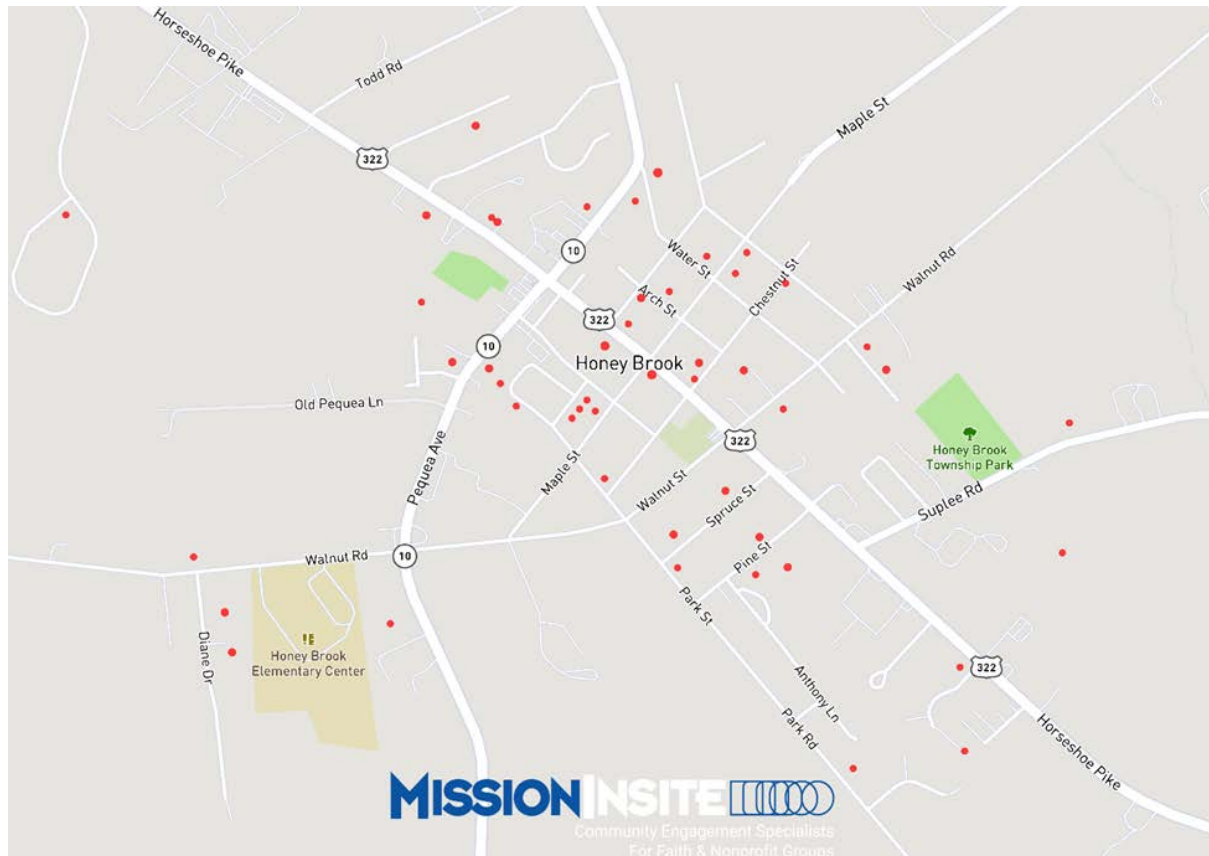 Horseshoe Pike
Todd Rd
322
Maple St
10
Water St
Walnut Rd
Arch St
Chestnut St
322
10
Honey Brook
Old Pequea Ln
Pequea Ave
Maple St
322
Honey Brook
Township Park
Walnut St
Spruce St
Suplee Rd
Walnut Rd
10
Pine St
Park St
Diane Dr
Honey Brook
Elementary Center
322
Anthony Ln
Park Rd
Horseshoe Pike
MISSIONINSITE
Community Engagement Specialists
For Faith & Nonprofit Groups